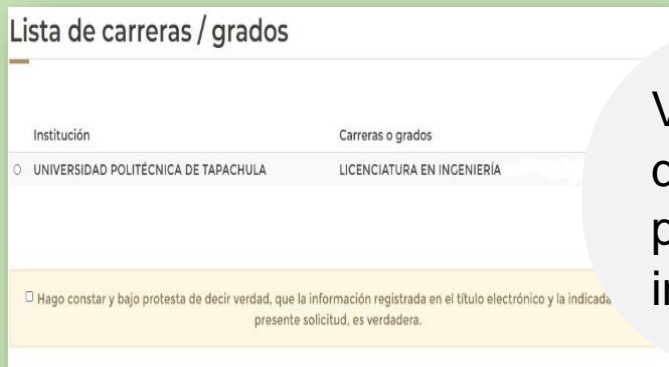 Lista de carreras / grados
Institución Carreras o grados
UNIVERSIDAD POLITÉCNICA DE TAPACHULA LICENCIATURA EN INGENIERÍA
Hago constar y bajo protesta de decir verdad, que la información registrada en el título electrónico y la indicada
presente solicitud, es verdadera.